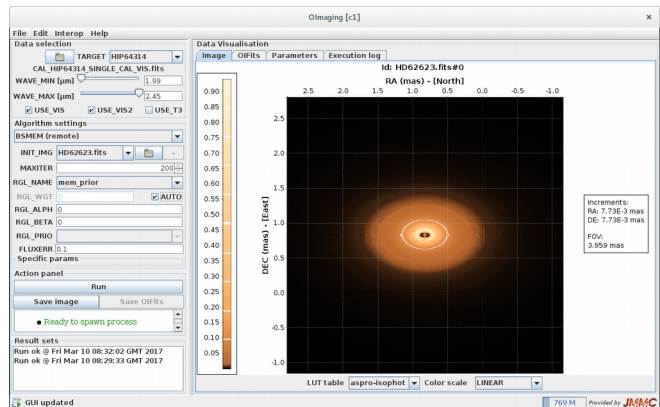 OImaging [c1]
File Edit Interop Help
Data selection
TARGET HIP64314
CAL_HIP64314_SINGLE_CAL_VIS.fits
WAVE_MIN [μm] 1.99
WAVE_MAX [μm] 2.45
USE_VIS USE_VIS2 USE_T3
Algorithm settings
BSMEM (remote)
INIT_IMG HD62623.fits -
MAXITER 200
RGL_NAME mem_prior
RGL_WGT 0 AUTO
RGL_ALPH 0
RGL_BETA 0
RGL_PRIO
FLUXERR 0.1
Specific params
Action panel
Run
Save image Save OIFits
Ready to spawn process
Result sets
Run ok @ Fri Mar 10 08:32:02 GMT 2017
Run ok @ Fri Mar 10 08:29:33 GMT 2017
GUI updated
Data Visualisation
Image OIFits Parameters Execution log
Id: HD62623.fits#0
RA (mas) - [North]
2.5 2.0 1.5 1.0 0.5 0.0 -0.5 -1.0
0.90
0.85
0.80
0.75
0.70
0.65
0.60
0.55
0.50
0.45
0.40
0.35
0.30
0.25
0.20
0.15
0.10
0.05
DEC (mas) - [East]
2.5
2.0
1.5
1.0
0.5
0.0
-0.5
-1.0
Increments:
RA: 7.73E-3 mas
DE: 7.73E-3 mas
FOV:
3.959 mas
LUT table aspro-isophot Color scale LINEAR
769 M Provided by JMMC